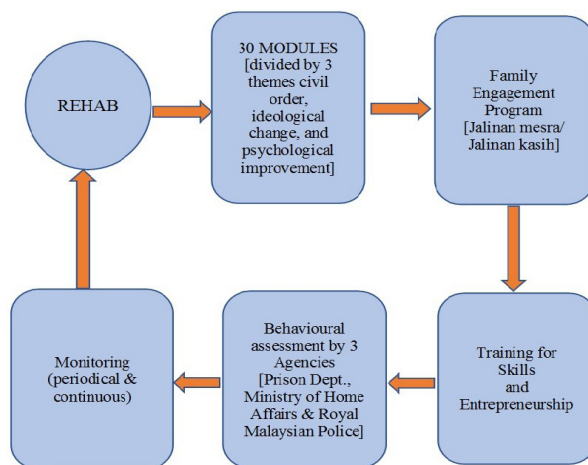 REHAB
30 MODULES
[divided by 3
themes civil
order,
ideological
change, and
psychological
improvement]
Family
Engagement
Program
[Jalinan mesra/
Jalinan kasih]
Training for
Skills
and
Entrepreneurship
Behavioural
assessment by 3
Agencies
[Prison Dept.,
Ministry of Home
Affairs & Royal
Malaysian Police]
Monitoring
(periodical &
continuous)